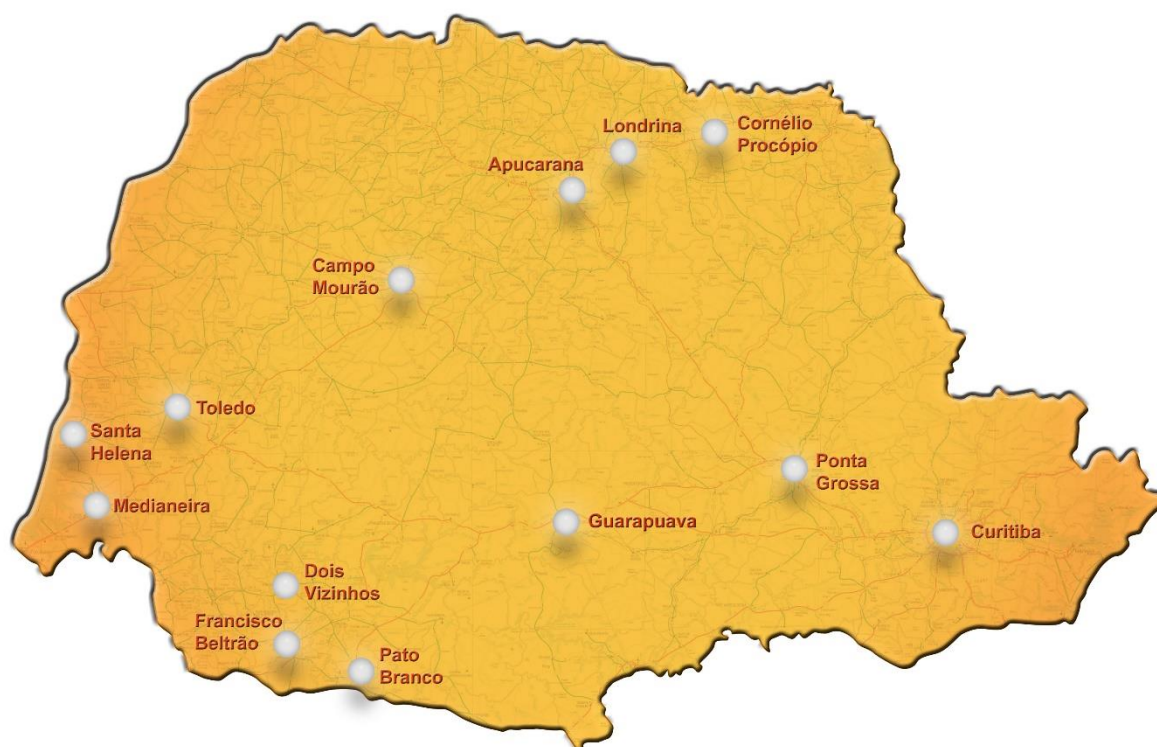 Londrina
Cornélio
Procópio
Apucarana
Campo
Mourão
Toledo
Santa
Helena
Ponta
Grossa
Medianeira
Guarapuava
Curitiba
Dois
Vizinhos
Francisco
Beltrão
Pato
Branco